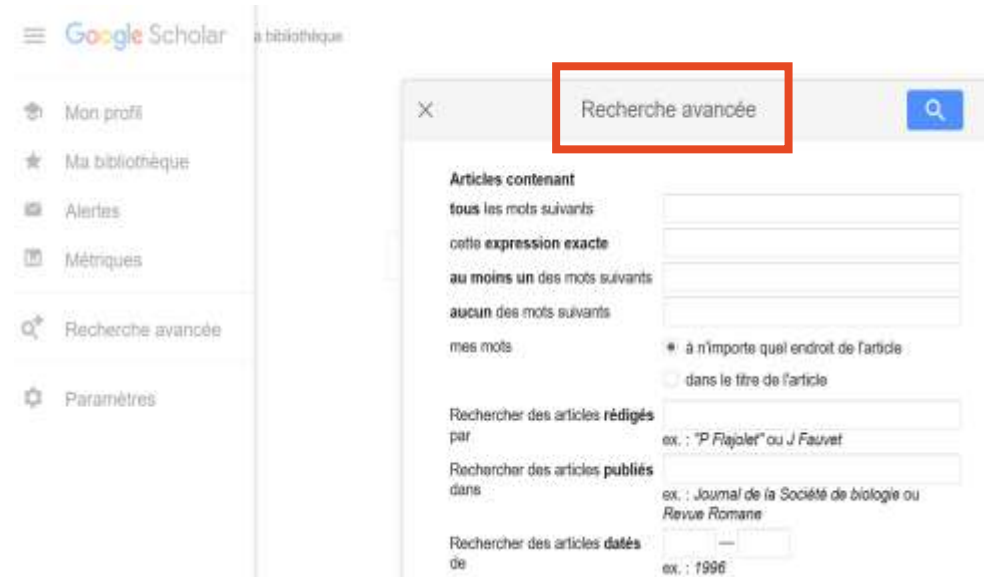 Google Scholar
a bibliothèque
Mon profil
Ma bibliothèque
Alertes
Métriques
Recherche avancée
Paramètres
Recherche avancée
Articles contenant
tous les mots suivants
cette expression exacte
au moins un des mots suivants
aucun des mots suivants
mes mots
à n'importe quel endroit de l'article
dans le titre de l'article
Rechercher des articles rédigés
par
ex. : "P Flajolet" ou J Fauvet
Rechercher des articles publiés
dans
ex. : Journal de la Société de biologie ou
Revue Romane
Rechercher des articles datés
de
—
ex. : 1996